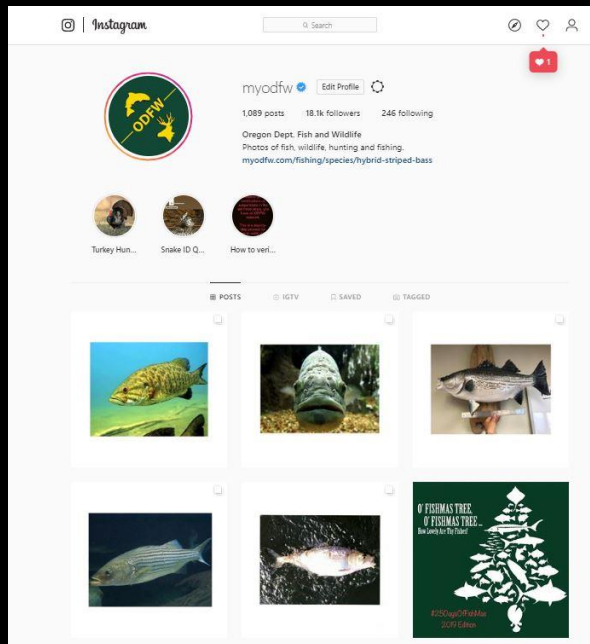 Instagram
Search
1
myodfw Edit Profile
1,089 posts 18.1k followers 246 following
Oregon Dept. Fish and Wildlife
Photos of fish, wildlife, hunting and fishing.
myodfw.com/fishing/species/hybrid-striped-bass
ODFW
Turkey Hun... Snake ID Q... How to veri...
POSTS IGTV SAVED TAGGED
O' FISHMAS TREE,
O' FISHMAS TREE...
How Lovely Are Thy Fishes!
#25DaysOfFishMas
2019 Edition